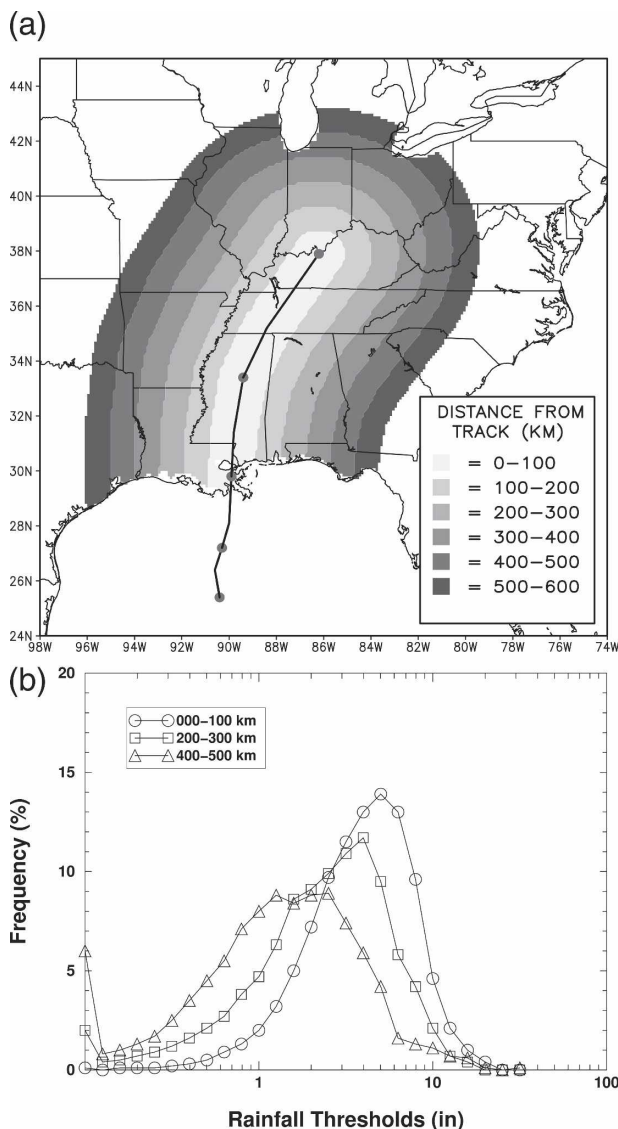 (a)
44N
42N
40N
38N
36N
34N
32N
30N
28N
26N
24N
98W 96W 94W 92W 90W 88W 86W 84W 82W 80W 78W 76W 74W
DISTANCE FROM
TRACK (KM)
= 0-100
= 100-200
= 200-300
= 300-400
= 400-500
= 500-600
(b)
20
15
10
5
0
Frequency (%)
000-100 km
200-300 km
400-500 km
1 10 100
Rainfall Thresholds (in)